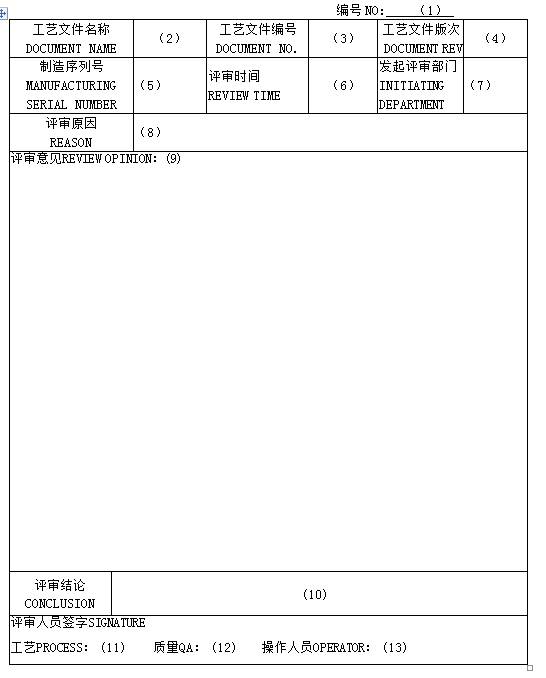 编号 NO: （1）
工艺文件名称
DOCUMENT NAME
（2）
工艺文件编号
DOCUMENT NO.
（3）
工艺文件版次
DOCUMENT REV
（4）
制造序列号
MANUFACTURING
SERIAL NUMBER
（5）
评审时间
REVIEW TIME
（6）
发起评审部门
INITIATING
DEPARTMENT
（7）
评审原因
REASON
（8）
评审意见REVIEW OPINION：（9）
评审结论
CONCLUSION
（10）
评审人员签字SIGNATURE
工艺PROCESS：（11） 质量QA：（12） 操作人员OPERATOR：（13）